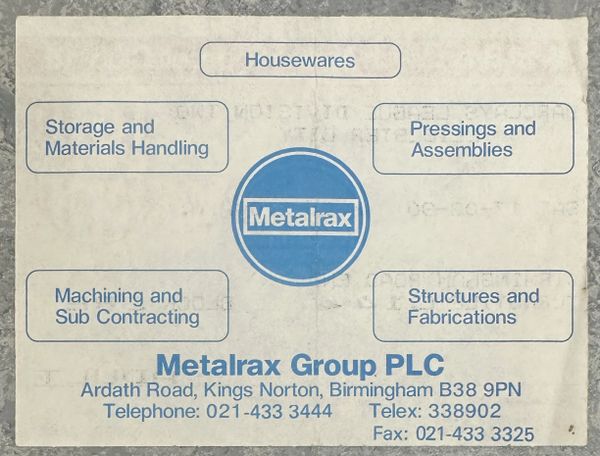 Housewares
Storage and
Materials Handling
Pressings and
Assemblies
Metalrax
Machining and
Sub Contracting
Structures and
Fabrications
Metalrax Group PLC
Ardath Road, Kings Norton, Birmingham B38 9PN
Telephone: 021-433 3444 Telex: 338902
Fax: 021-433 3325